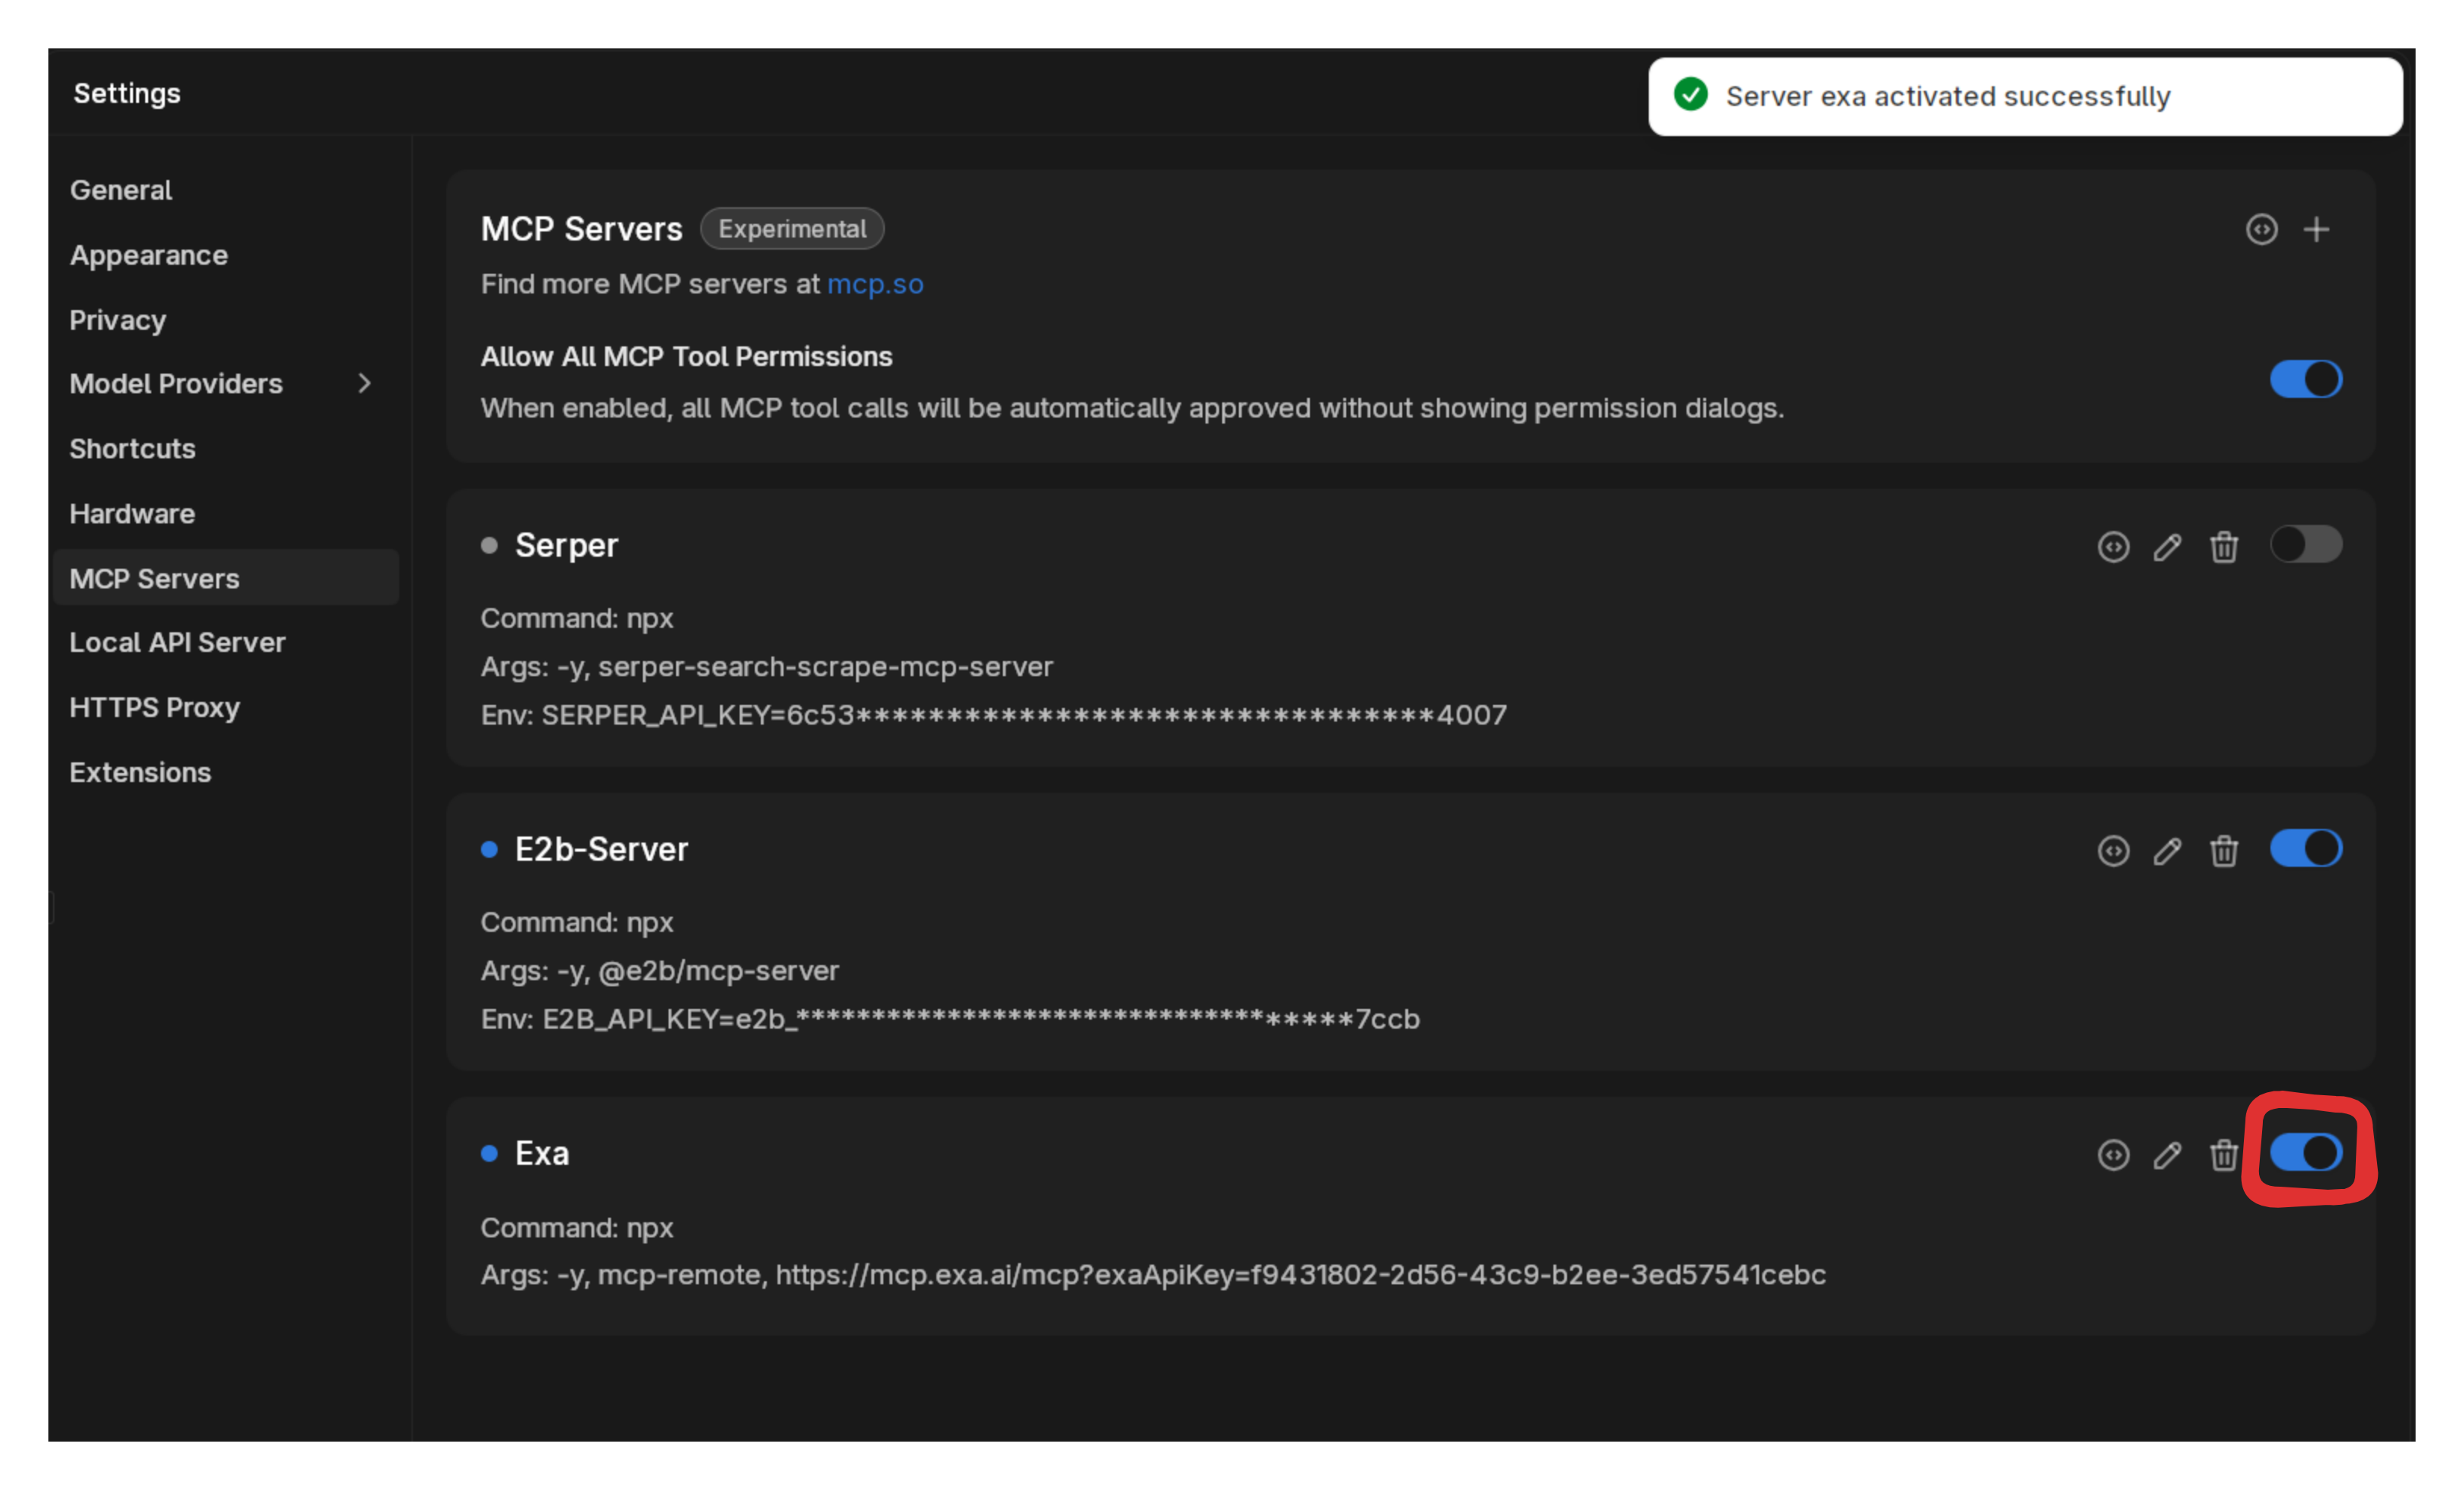 Settings
Server exa activated successfully
General
Appearance
Privacy
Model Providers
Shortcuts
Hardware
MCP Servers
Local API Server
HTTPS Proxy
Extensions
MCP Servers Experimental
Find more MCP servers at mcp.so
Allow All MCP Tool Permissions
When enabled, all MCP tool calls will be automatically approved without showing permission dialogs.
Serper
Command: npx
Args: -y, serper-search-scrape-mcp-server
Env: SERPER_API_KEY=6c53********************************4007
E2b-Server
Command: npx
Args: -y, @e2b/mcp-server
Env: E2B_API_KEY=e2b_************************************7ccb
Exa
Command: npx
Args: -y, mcp-remote, https://mcp.exa.ai/mcp?exaApiKey=f9431802-2d56-43c9-b2ee-3ed57541cebc